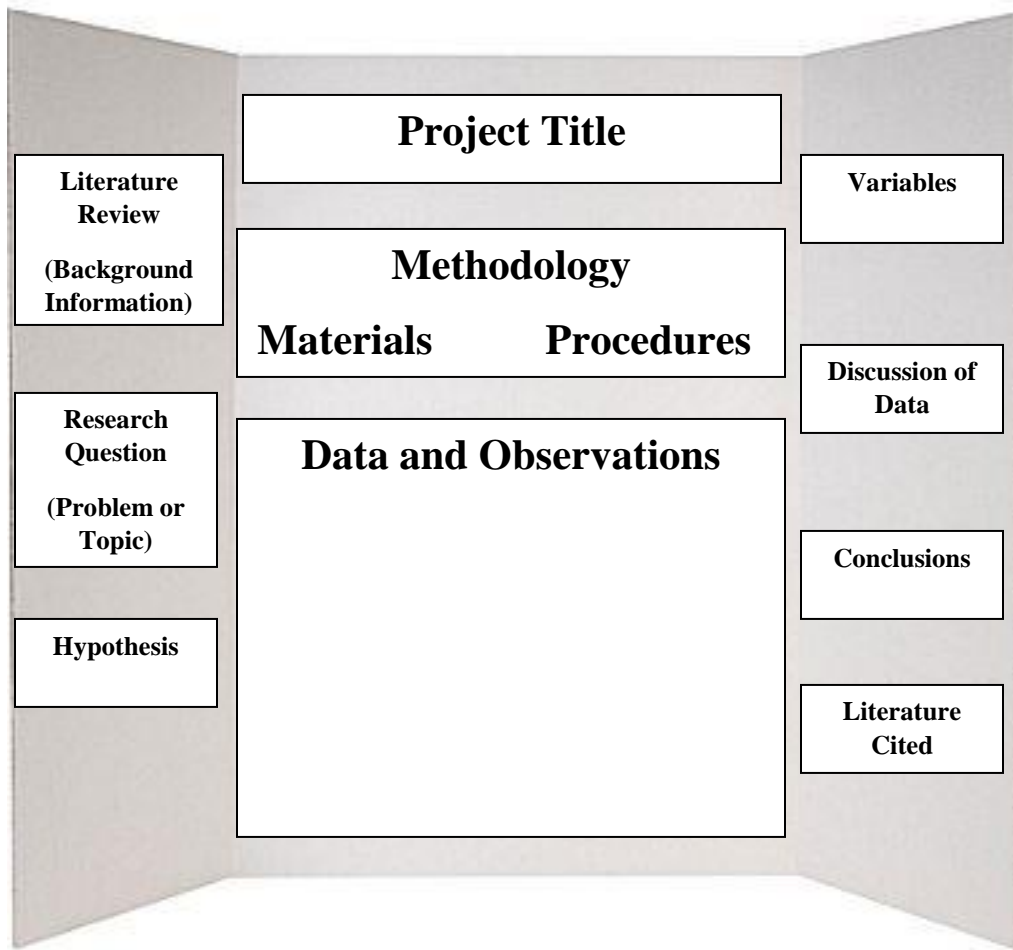 Project Title
Literature
Review
(Background
Information)
Research
Question
(Problem or
Topic)
Hypothesis
Methodology
Materials Procedures
Data and Observations
Variables
Discussion of
Data
Conclusions
Literature
Cited